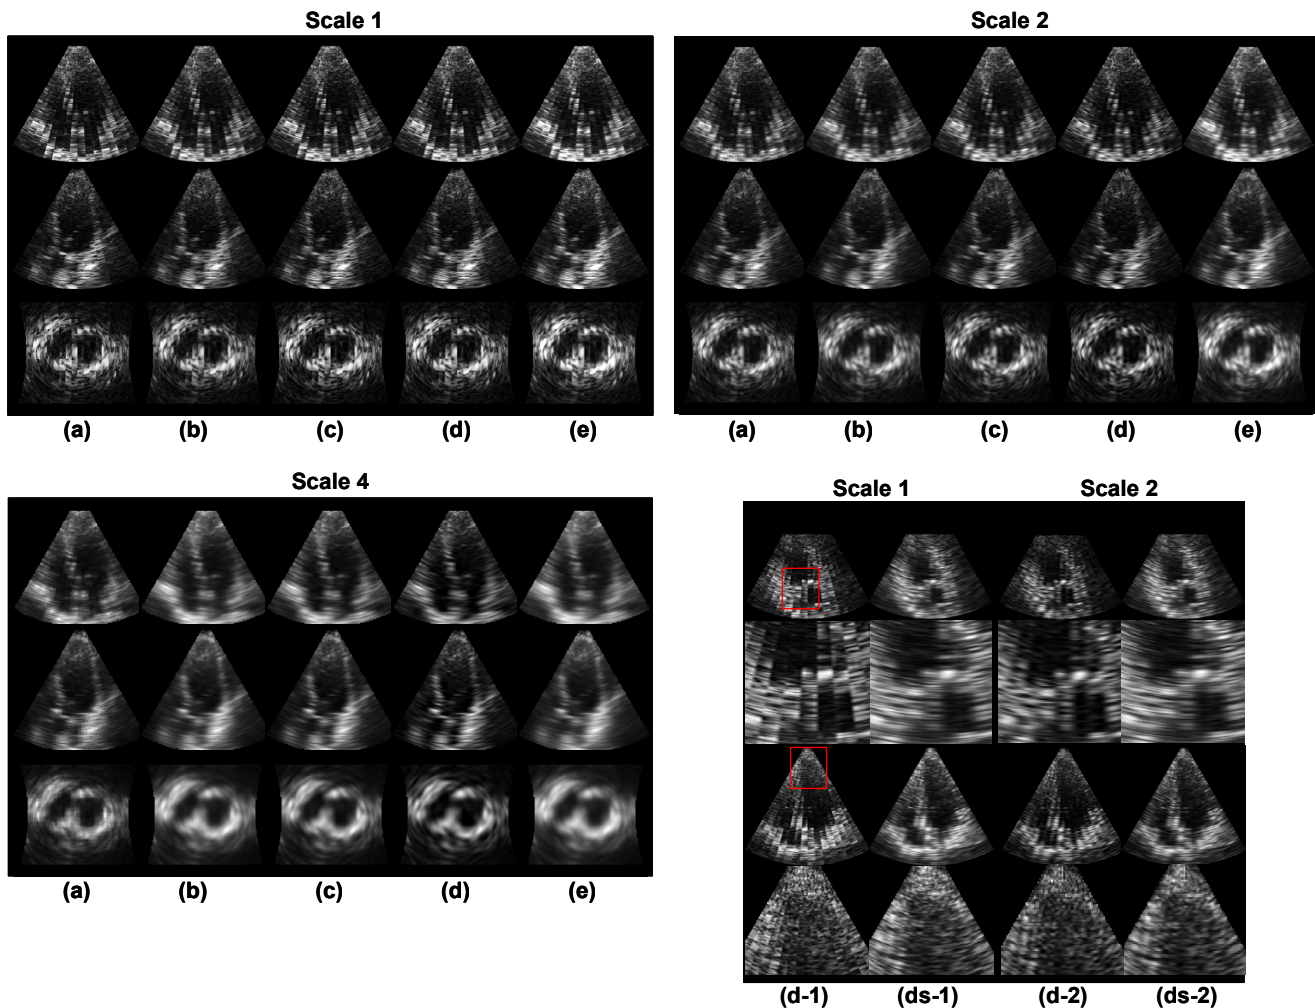 Scale 1
(a) (b) (c) (d) (e)
Scale 2
(a) (b) (c) (d) (e)
Scale 4
(a) (b) (c) (d) (e)
Scale 1 Scale 2
(d-1) (ds-1) (d-2) (ds-2)